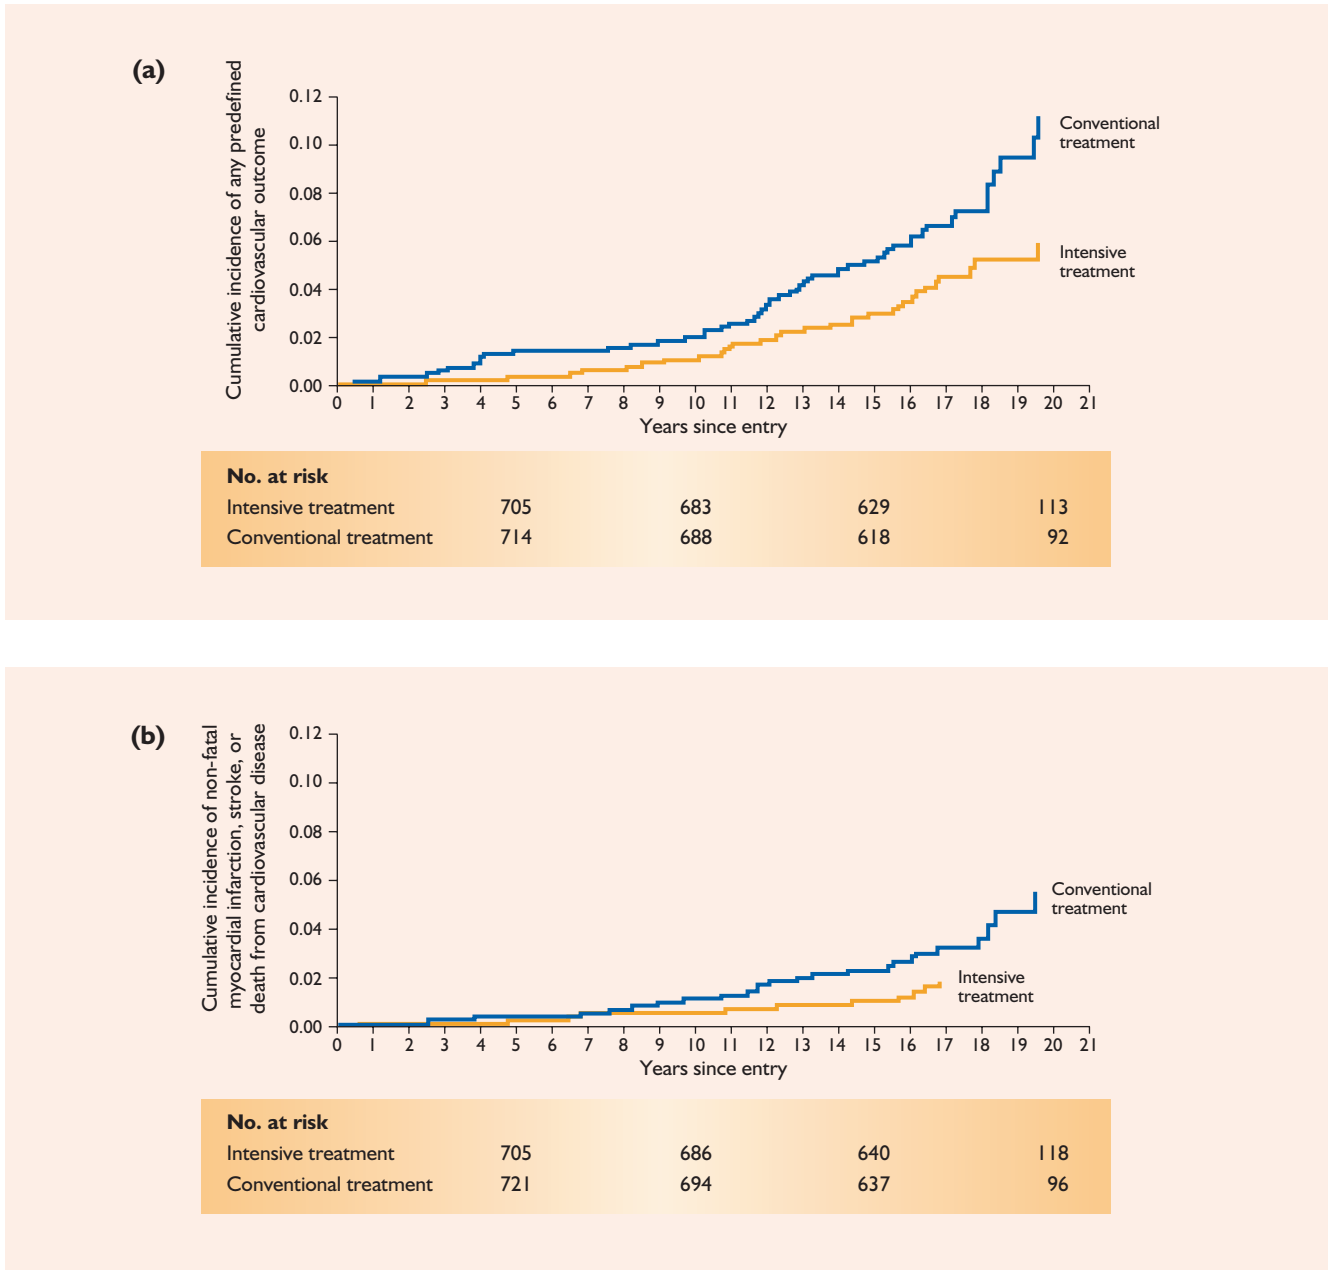 (a)
Cumulative incidence of any predefined
cardiovascular outcome
0.12
0.10
0.08
0.06
0.04
0.02
0.00
Conventional
treatment
Intensive
treatment
0 1 2 3 4 5 6 7 8 9 10 11 12 13 14 15 16 17 18 19 20 21
Years since entry
No. at risk
Intensive treatment 705 683 629 113
Conventional treatment 714 688 618 92
(b)
Cumulative incidence of non-fatal
myocardial infarction, stroke, or
death from cardiovascular disease
0.12
0.10
0.08
0.06
0.04
0.02
0.00
Conventional
treatment
Intensive
treatment
0 1 2 3 4 5 6 7 8 9 10 11 12 13 14 15 16 17 18 19 20 21
Years since entry
No. at risk
Intensive treatment 705 686 640 118
Conventional treatment 721 694 637 96